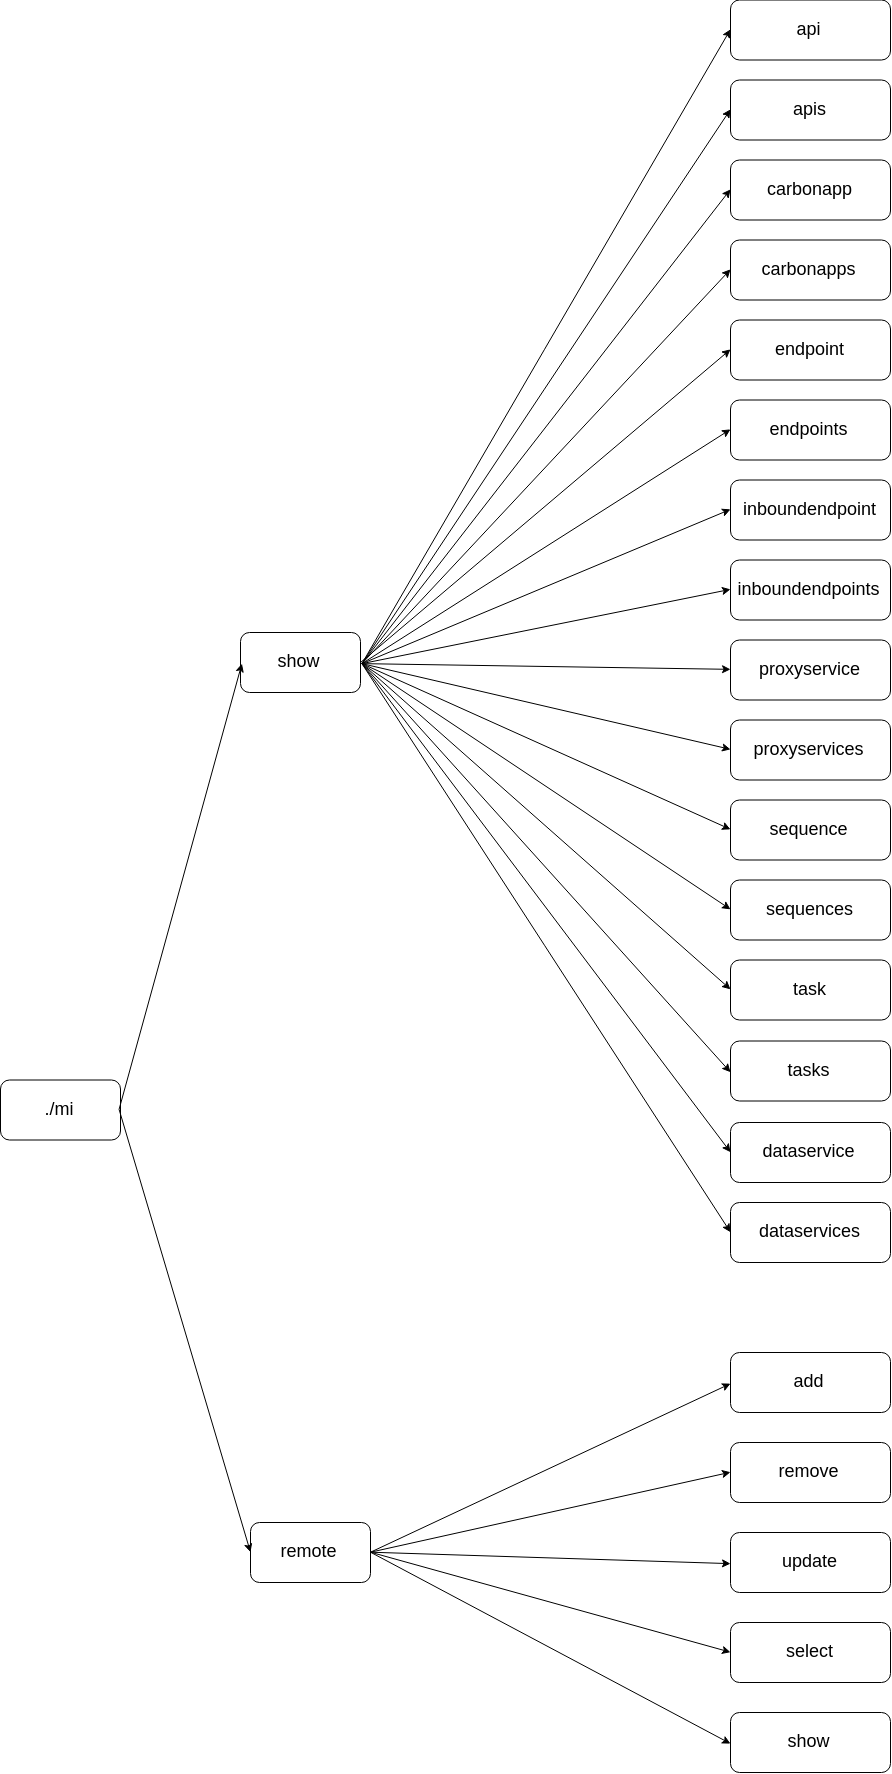 api
apis
carbonapp
carbonapps
endpoint
endpoints
inboundendpoint
inboundendpoints
show
proxyservice
proxyservices
sequence
sequences
task
tasks
./mi
dataservice
dataservices
add
remove
remote
update
select
show